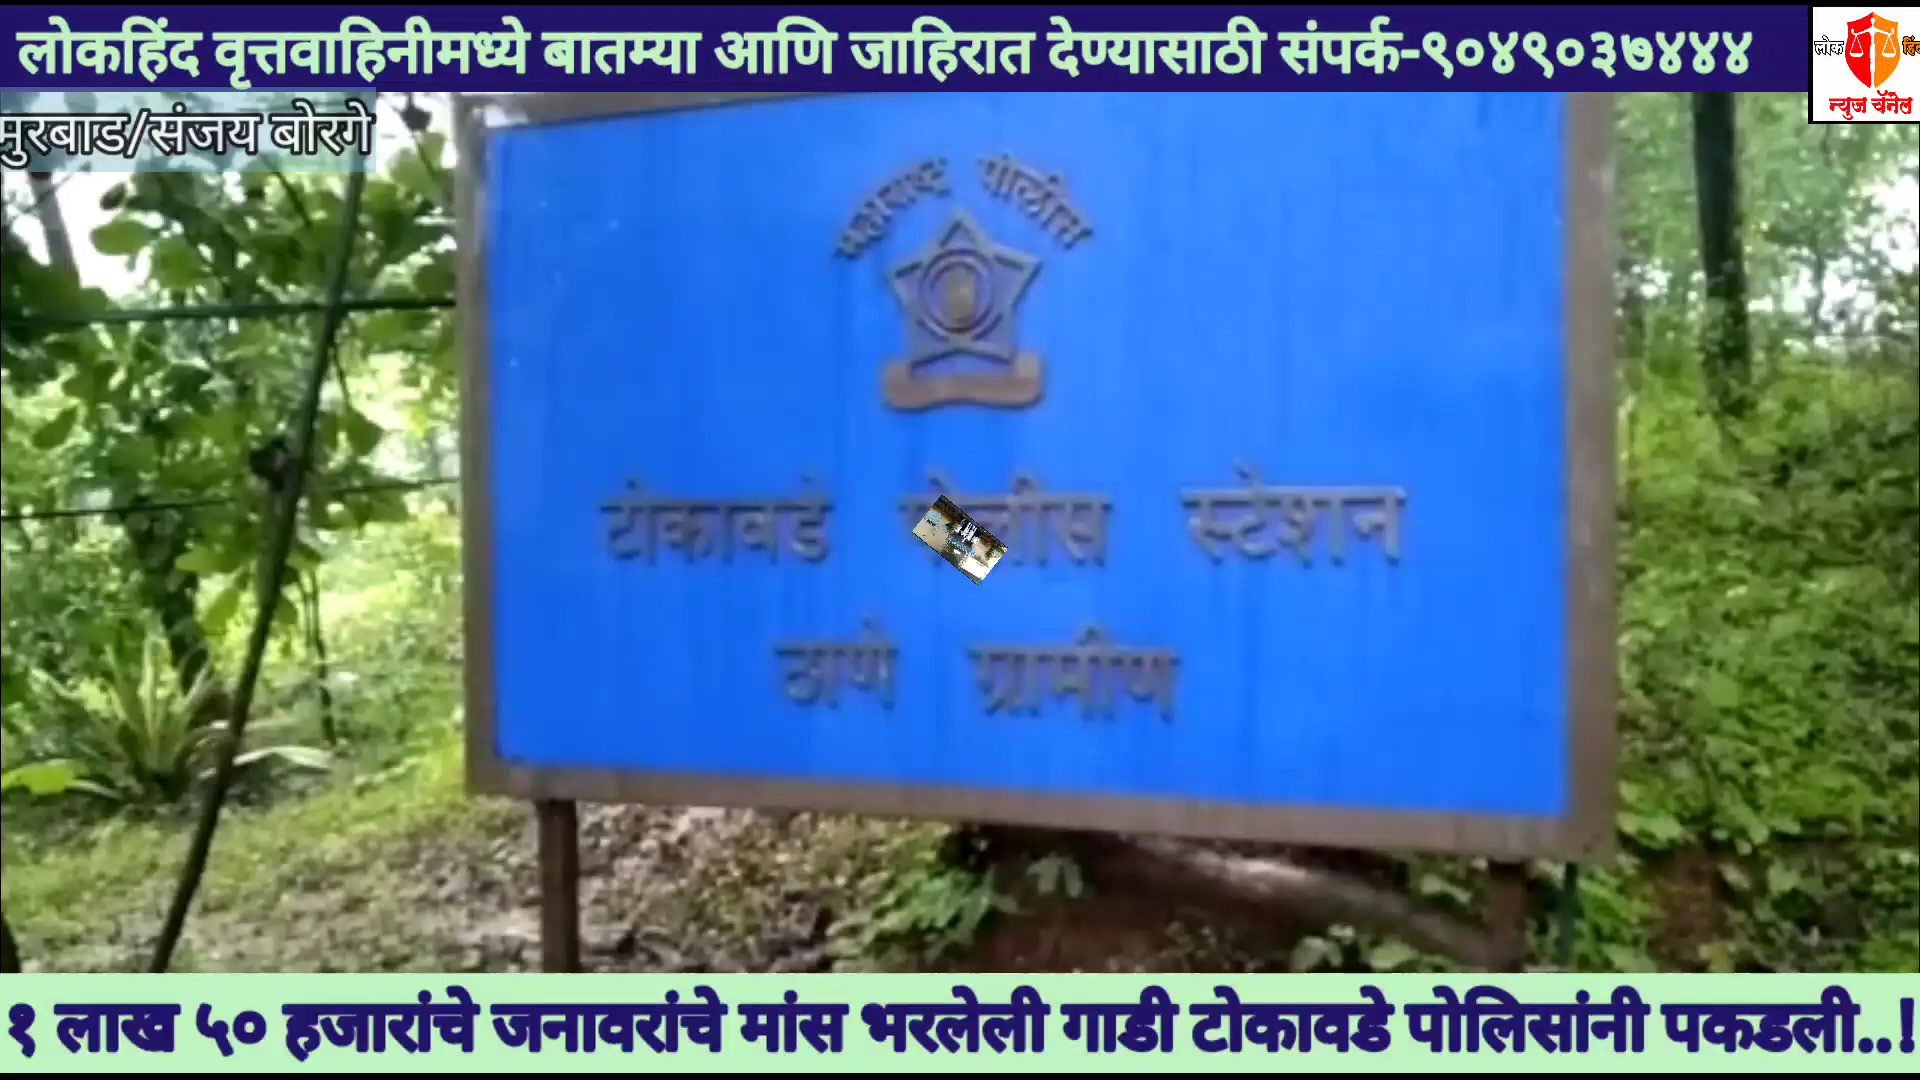 लोकहिंद वृत्तवाहिनीमध्ये बातम्या आणि जाहिरात देण्यासाठी संपर्क-९०४९०३७४४४
लोक हिंद
न्युज चॅनेल
मुरबाड/संजय बोरगे
महाराष्ट्र पोलीस
टोकावडे पोलीस स्टेशन
ठाणे ग्रामीण
१ लाख ५० हजारांचे जनावरांचे मांस भरलेली गाडी टोकावडे पोलिसांनी पकडली..!